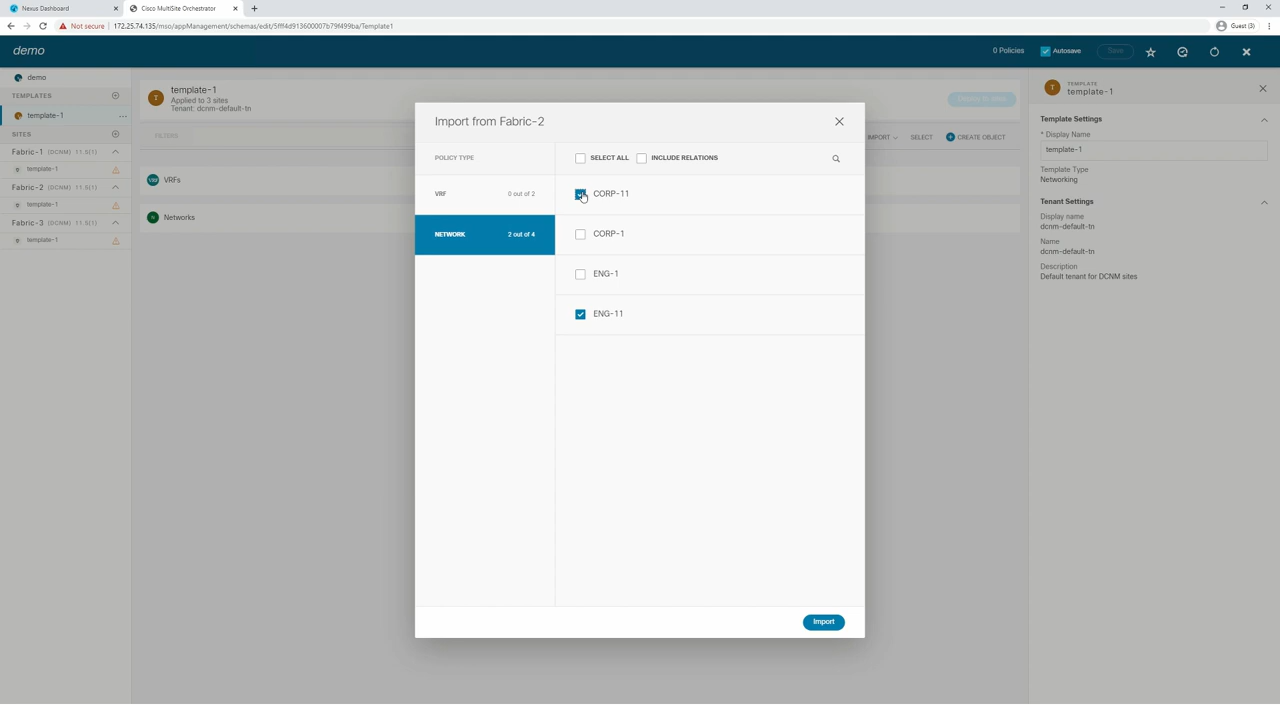 Nexus Dashboard
Cisco MultiSite Orchestrator
Not secure
172.25.74.135/mso/appManagement/schemas/edit/5fff4d913600007b79f499ba/Template1
Guest (3)
demo
0 Policies
Autosave
Save
demo
TEMPLATES
template-1
SITES
Fabric-1 (DCNM) 11.5(1)
template-1
Fabric-2 (DCNM) 11.5(1)
template-1
Fabric-3 (DCNM) 11.5(1)
template-1
T
template-1
Applied to 3 sites
Tenant: dcnm-default-tn
Deploy to sites
FILTERS
IMPORT
SELECT
CREATE OBJECT
VRF
VRFs
N
Networks
Import from Fabric-2
POLICY TYPE
SELECT ALL
INCLUDE RELATIONS
VRF
0 out of 2
NETWORK
2 out of 4
CORP-11
CORP-1
ENG-1
ENG-11
Import
T
TEMPLATE
template-1
Template Settings
* Display Name
template-1
Template Type
Networking
Tenant Settings
Display name
dcnm-default-tn
Name
dcnm-default-tn
Description
Default tenant for DCNM sites